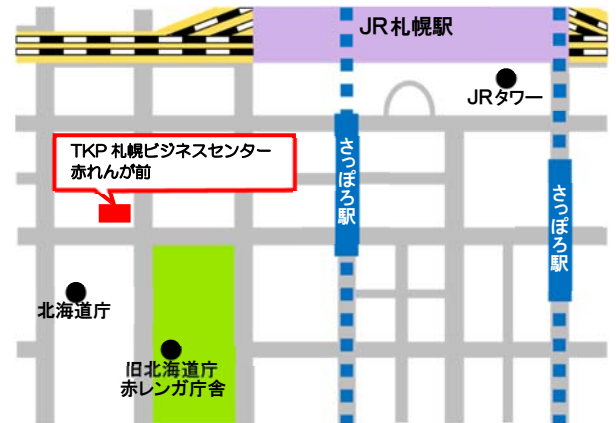 JR札幌駅
JRタワー
TKP 札幌ビジネスセンター
赤れんが前
さっぽろ駅
さっぽろ駅
北海道庁
旧北海道庁
赤レンガ庁舎